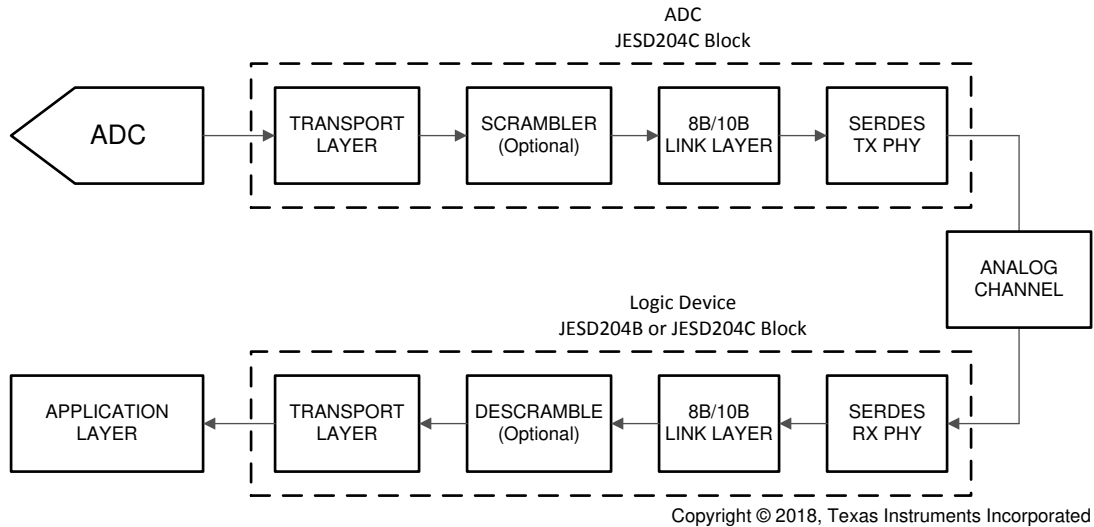 ADC
JESD204C Block
ADC
TRANSPORT
LAYER
SCRAMBLER
(Optional)
8B/10B
LINK LAYER
SERDES
TX PHY
ANALOG
CHANNEL
Logic Device
JESD204B or JESD204C Block
APPLICATION
LAYER
TRANSPORT
LAYER
DESCRAMBLE
(Optional)
8B/10B
LINK LAYER
SERDES
RX PHY
Copyright © 2018, Texas Instruments Incorporated